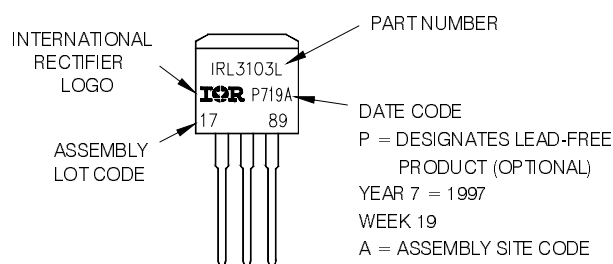 INTERNATIONAL
RECTIFIER
LOGO
ASSEMBLY
LOT CODE
IRL3103L
IOR P719A
17 89
PART NUMBER
DATE CODE
P = DESIGNATES LEAD-FREE
PRODUCT (OPTIONAL)
YEAR 7 = 1997
WEEK 19
A = ASSEMBLY SITE CODE